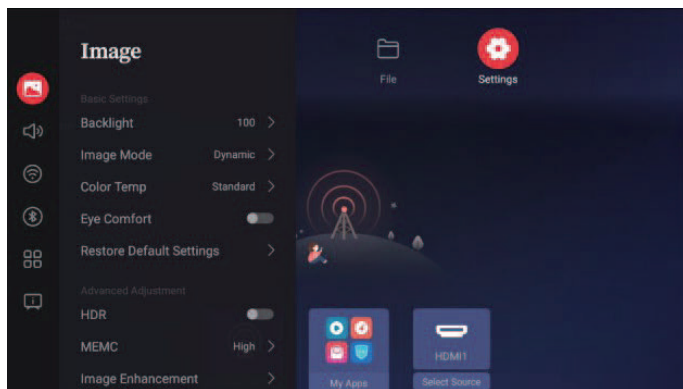 Image
File
Settings
Basic Settings
Backlight 100
Image Mode Dynamic
Color Temp Standard
Eye Comfort
Restore Default Settings
Advanced Adjustment
HDR
MEMC High
Image Enhancement
My Apps
HDMI1
Select Source